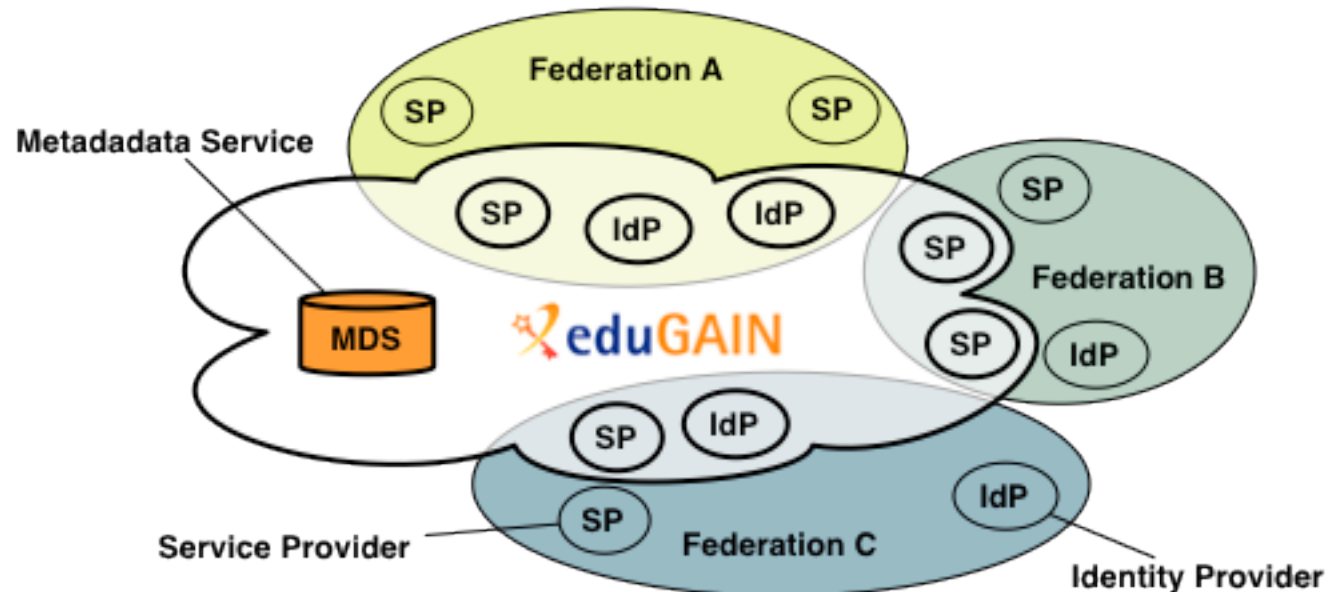 Federation A
SP
SP
Metadadata Service
SP
IdP
IdP
SP
SP
Federation B
MDS
eduGAIN
SP
IdP
SP
IdP
SP
IdP
Service Provider
Federation C
Identity Provider